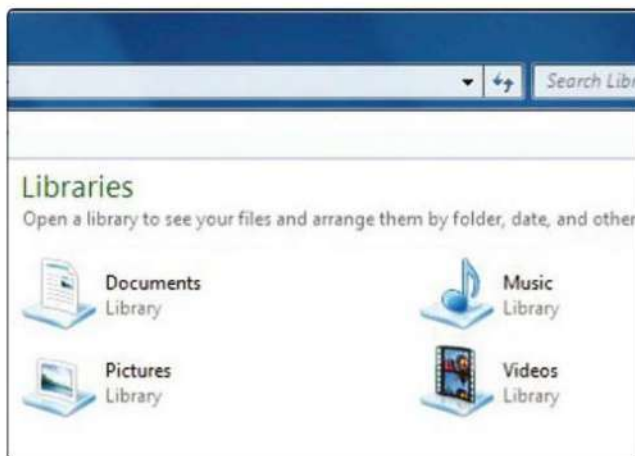 Search Libr
Libraries
Open a library to see your files and arrange them by folder, date, and other
Documents
Library
Music
Library
Pictures
Library
Videos
Library